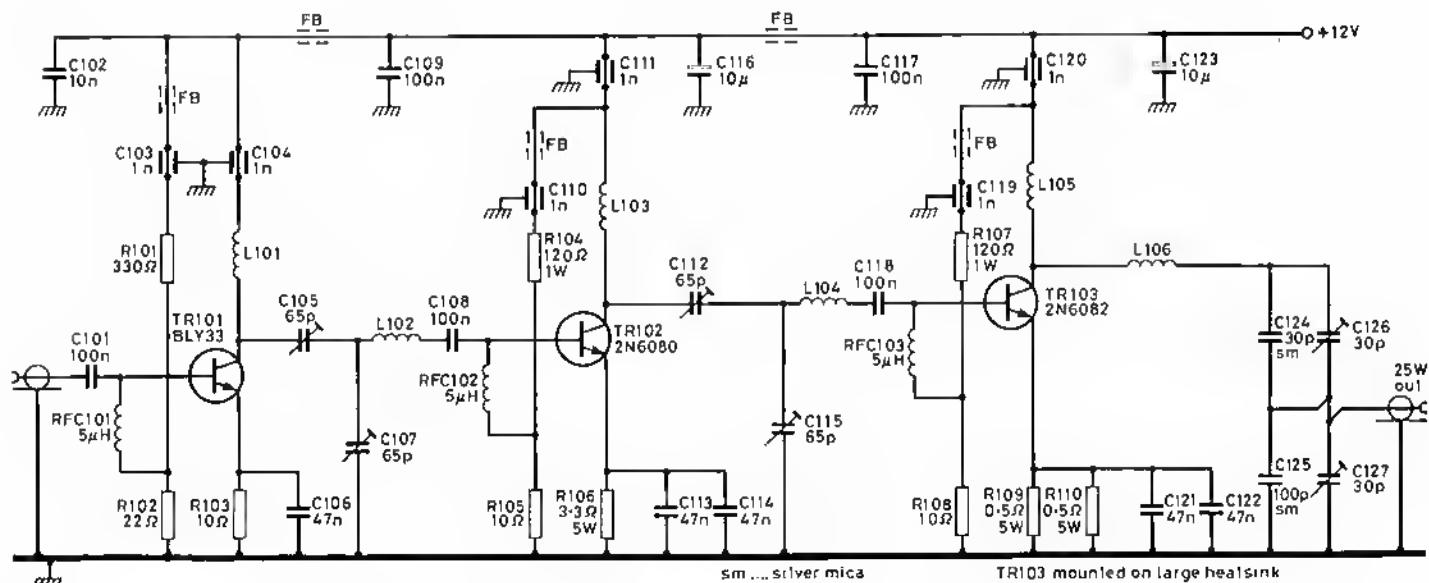 FB
FB
+12V
C102
10n
C109
100n
C111
1n
C116
10µ
C117
100n
C120
1n
C123
10µ
FB
FB
FB
C103
1n
C104
1n
C110
1n
C119
1n
L103
L105
R101
330Ω
L101
R104
120Ω
1W
R107
120Ω
1W
L106
C112
65p
L104
C118
100n
TR101
BLY33
C105
65p
L102
C108
100n
TR102
2N6080
TR103
2N6082
C101
100n
C124
30p
sm
C126
30p
RFC101
5µH
RFC102
5µH
RFC103
5µH
25W
out
C107
65p
C115
65p
R102
22Ω
R103
10Ω
C106
47n
R105
10Ω
R106
3·3Ω
5W
C113
47n
C114
47n
R108
10Ω
R109
0·5Ω
5W
R110
0·5Ω
5W
C121
47n
C122
47n
C125
100p
sm
C127
30p
sm .... silver mica
TR103 mounted on large heatsink